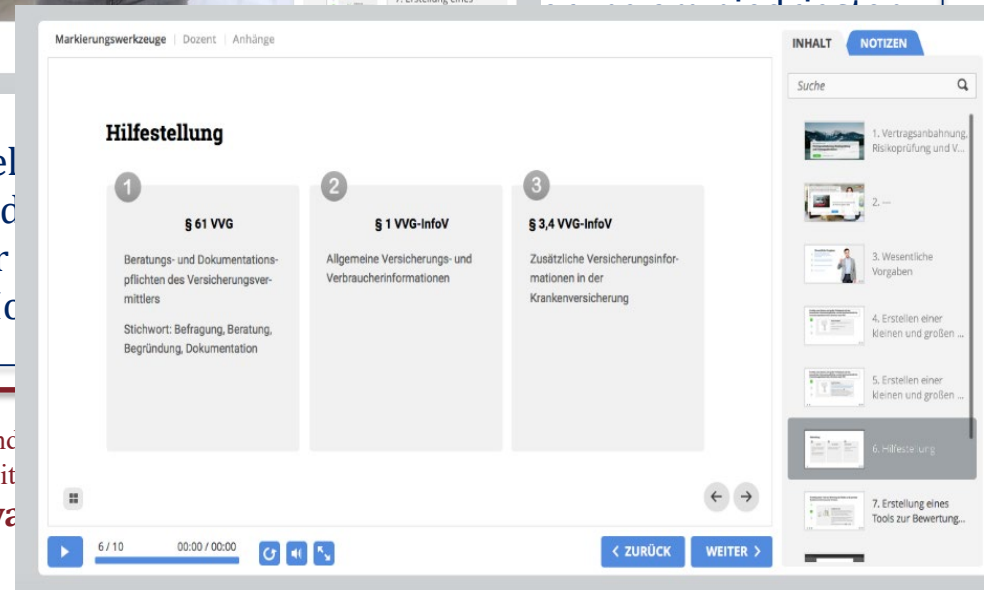 Markierungswerkzeuge | Dozent | Anhänge
Hilfestellung
1
§ 61 VVG
Beratungs- und Dokumentations-
pflichten des Versicherungsver-
mittlers
Stichwort: Befragung, Beratung,
Begründung, Dokumentation
2
§ 1 VVG-InfoV
Allgemeine Versicherungs- und
Verbraucherinformationen
3
§ 3,4 VVG-InfoV
Zusätzliche Versicherungsinfor-
mationen in der
Krankenversicherung
6 / 10
00:00 / 00:00
< ZURÜCK
WEITER >
INHALT
NOTIZEN
Suche
1. Vertragsanbahnung,
Risikoprüfung und V...
2. —
3. Wesentliche
Vorgaben
4. Erstellen einer
kleinen und großen ...
5. Erstellen einer
kleinen und großen ...
6. Hilfestellung
7. Erstellung eines
Tools zur Bewertung...